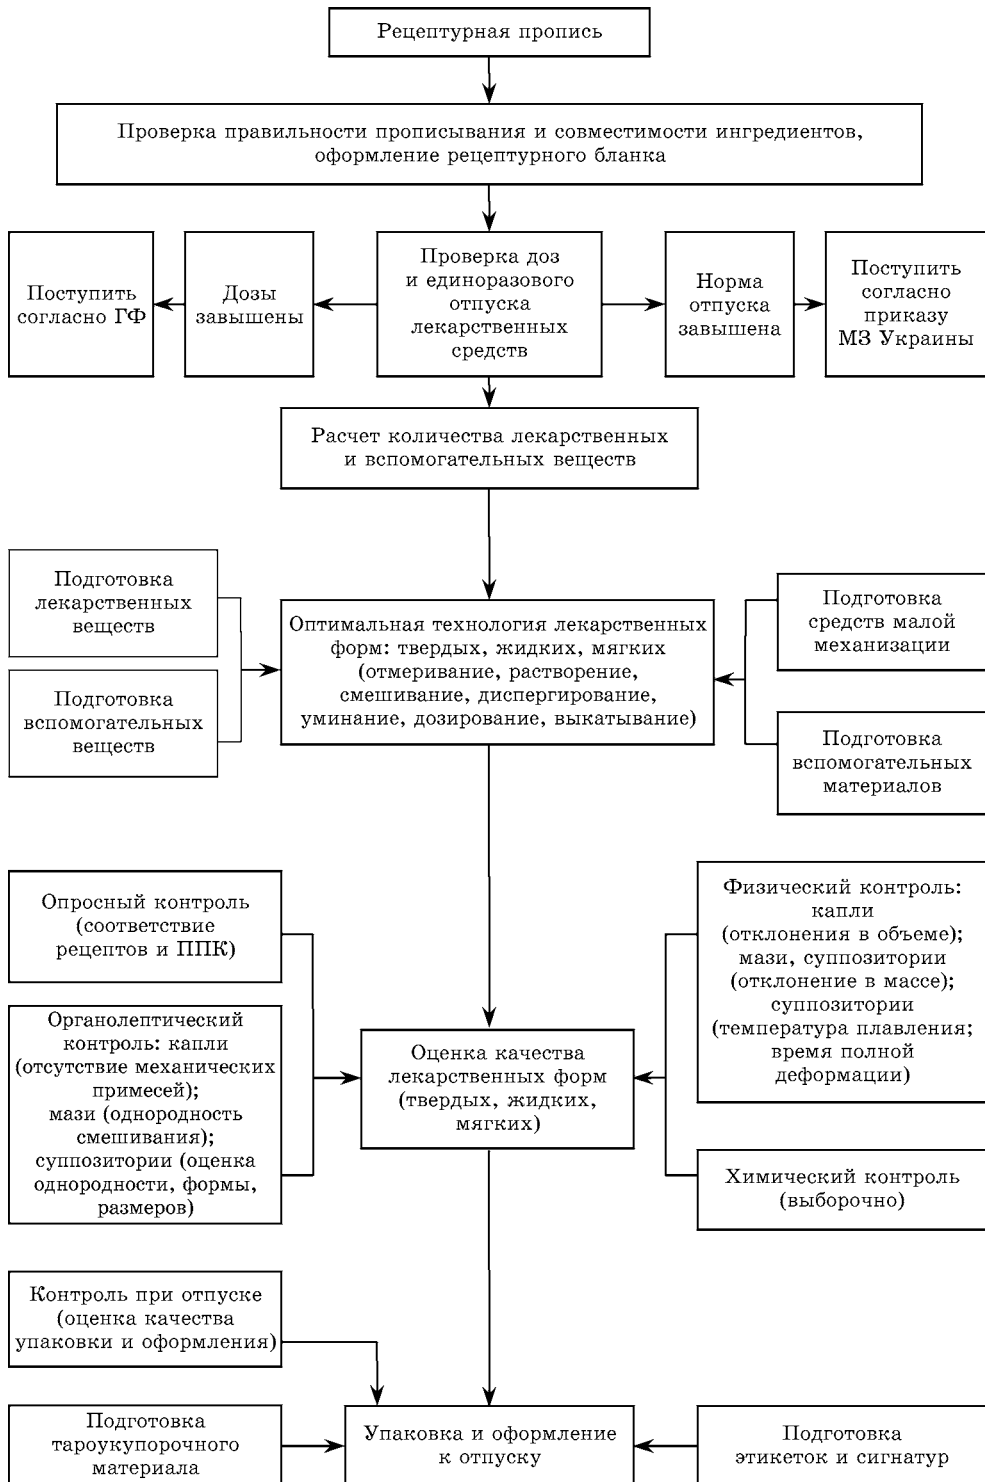 Рецептурная пропись
Проверка правильности прописывания и совместимости ингредиентов,
оформление рецептурного бланка
Поступить
согласно ГФ
Дозы
завышены
Проверка доз
и единоразового
отпуска
лекарственных
средств
Норма
отпуска
завышена
Поступить
согласно
приказу
МЗ Украины
Расчет количества лекарственных
и вспомогательных веществ
Подготовка
лекарственных
веществ
Подготовка
вспомогательных
веществ
Оптимальная технология лекарственных
форм: твердых, жидких, мягких
(отмеривание, растворение,
смешивание, диспергирование,
уминание, дозирование, выкатывание)
Подготовка
средств малой
механизации
Подготовка
вспомогательных
материалов
Опросный контроль
(соответствие
рецептов и ППК)
Органолептический
контроль: капли
(отсутствие механических
примесей);
мази (однородность
смешивания);
суппозитории (оценка
однородности, формы,
размеров)
Оценка качества
лекарственных форм
(твердых, жидких,
мягких)
Физический контроль:
капли
(отклонения в объеме);
мази, суппозитории
(отклонение в массе);
суппозитории
(температура плавления;
время полной
деформации)
Химический контроль
(выборочно)
Контроль при отпуске
(оценка качества
упаковки и оформления)
Подготовка
тароукупорочного
материала
Упаковка и оформление
к отпуску
Подготовка
этикеток и сигнатур